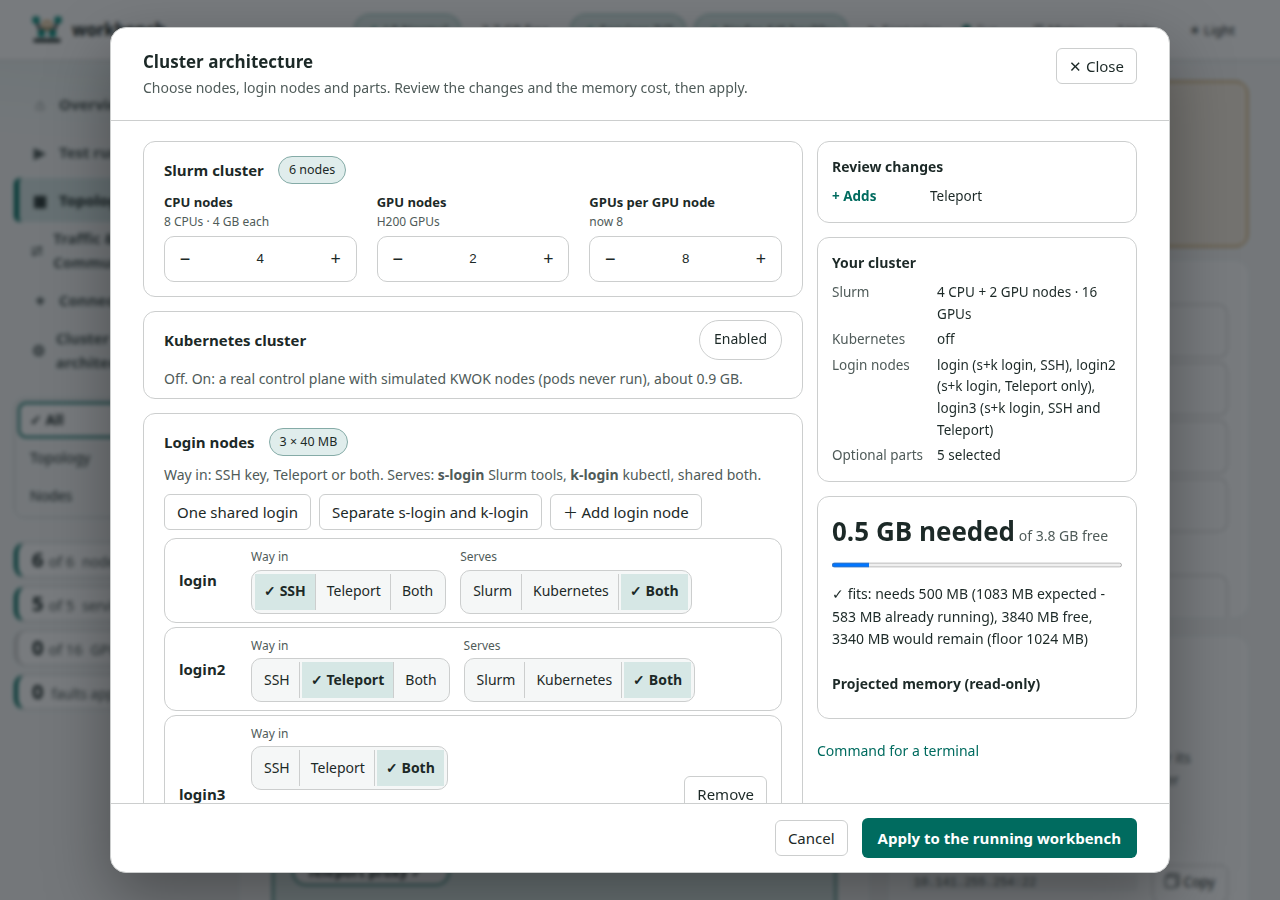 Light
Cluster architecture
Choose nodes, login nodes and parts. Review the changes and the memory cost, then apply.
✕ Close
Slurm cluster
6 nodes
CPU nodes
8 CPUs · 4 GB each
− 4 +
GPU nodes
H200 GPUs
− 2 +
GPUs per GPU node
now 8
− 8 +
Kubernetes cluster
Enabled
Off. On: a real control plane with simulated KWOK nodes (pods never run), about 0.9 GB.
Login nodes
3 × 40 MB
Way in: SSH key, Teleport or both. Serves: s-login Slurm tools, k-login kubectl, shared both.
One shared login
Separate s-login and k-login
+ Add login node
login
Way in
✓ SSH Teleport Both
Serves
Slurm Kubernetes ✓ Both
login2
Way in
SSH ✓ Teleport Both
Serves
Slurm Kubernetes ✓ Both
Way in
SSH Teleport ✓ Both
login3
Remove
Review changes
+ Adds Teleport
Your cluster
Slurm 4 CPU + 2 GPU nodes · 16
GPUs
Kubernetes off
Login nodes login (s+k login, SSH), login2
(s+k login, Teleport only),
login3 (s+k login, SSH and
Teleport)
Optional parts 5 selected
0.5 GB needed of 3.8 GB free
✓ fits: needs 500 MB (1083 MB expected -
583 MB already running), 3840 MB free,
3340 MB would remain (floor 1024 MB)
Projected memory (read-only)
Command for a terminal
Cancel
Apply to the running workbench
Copy